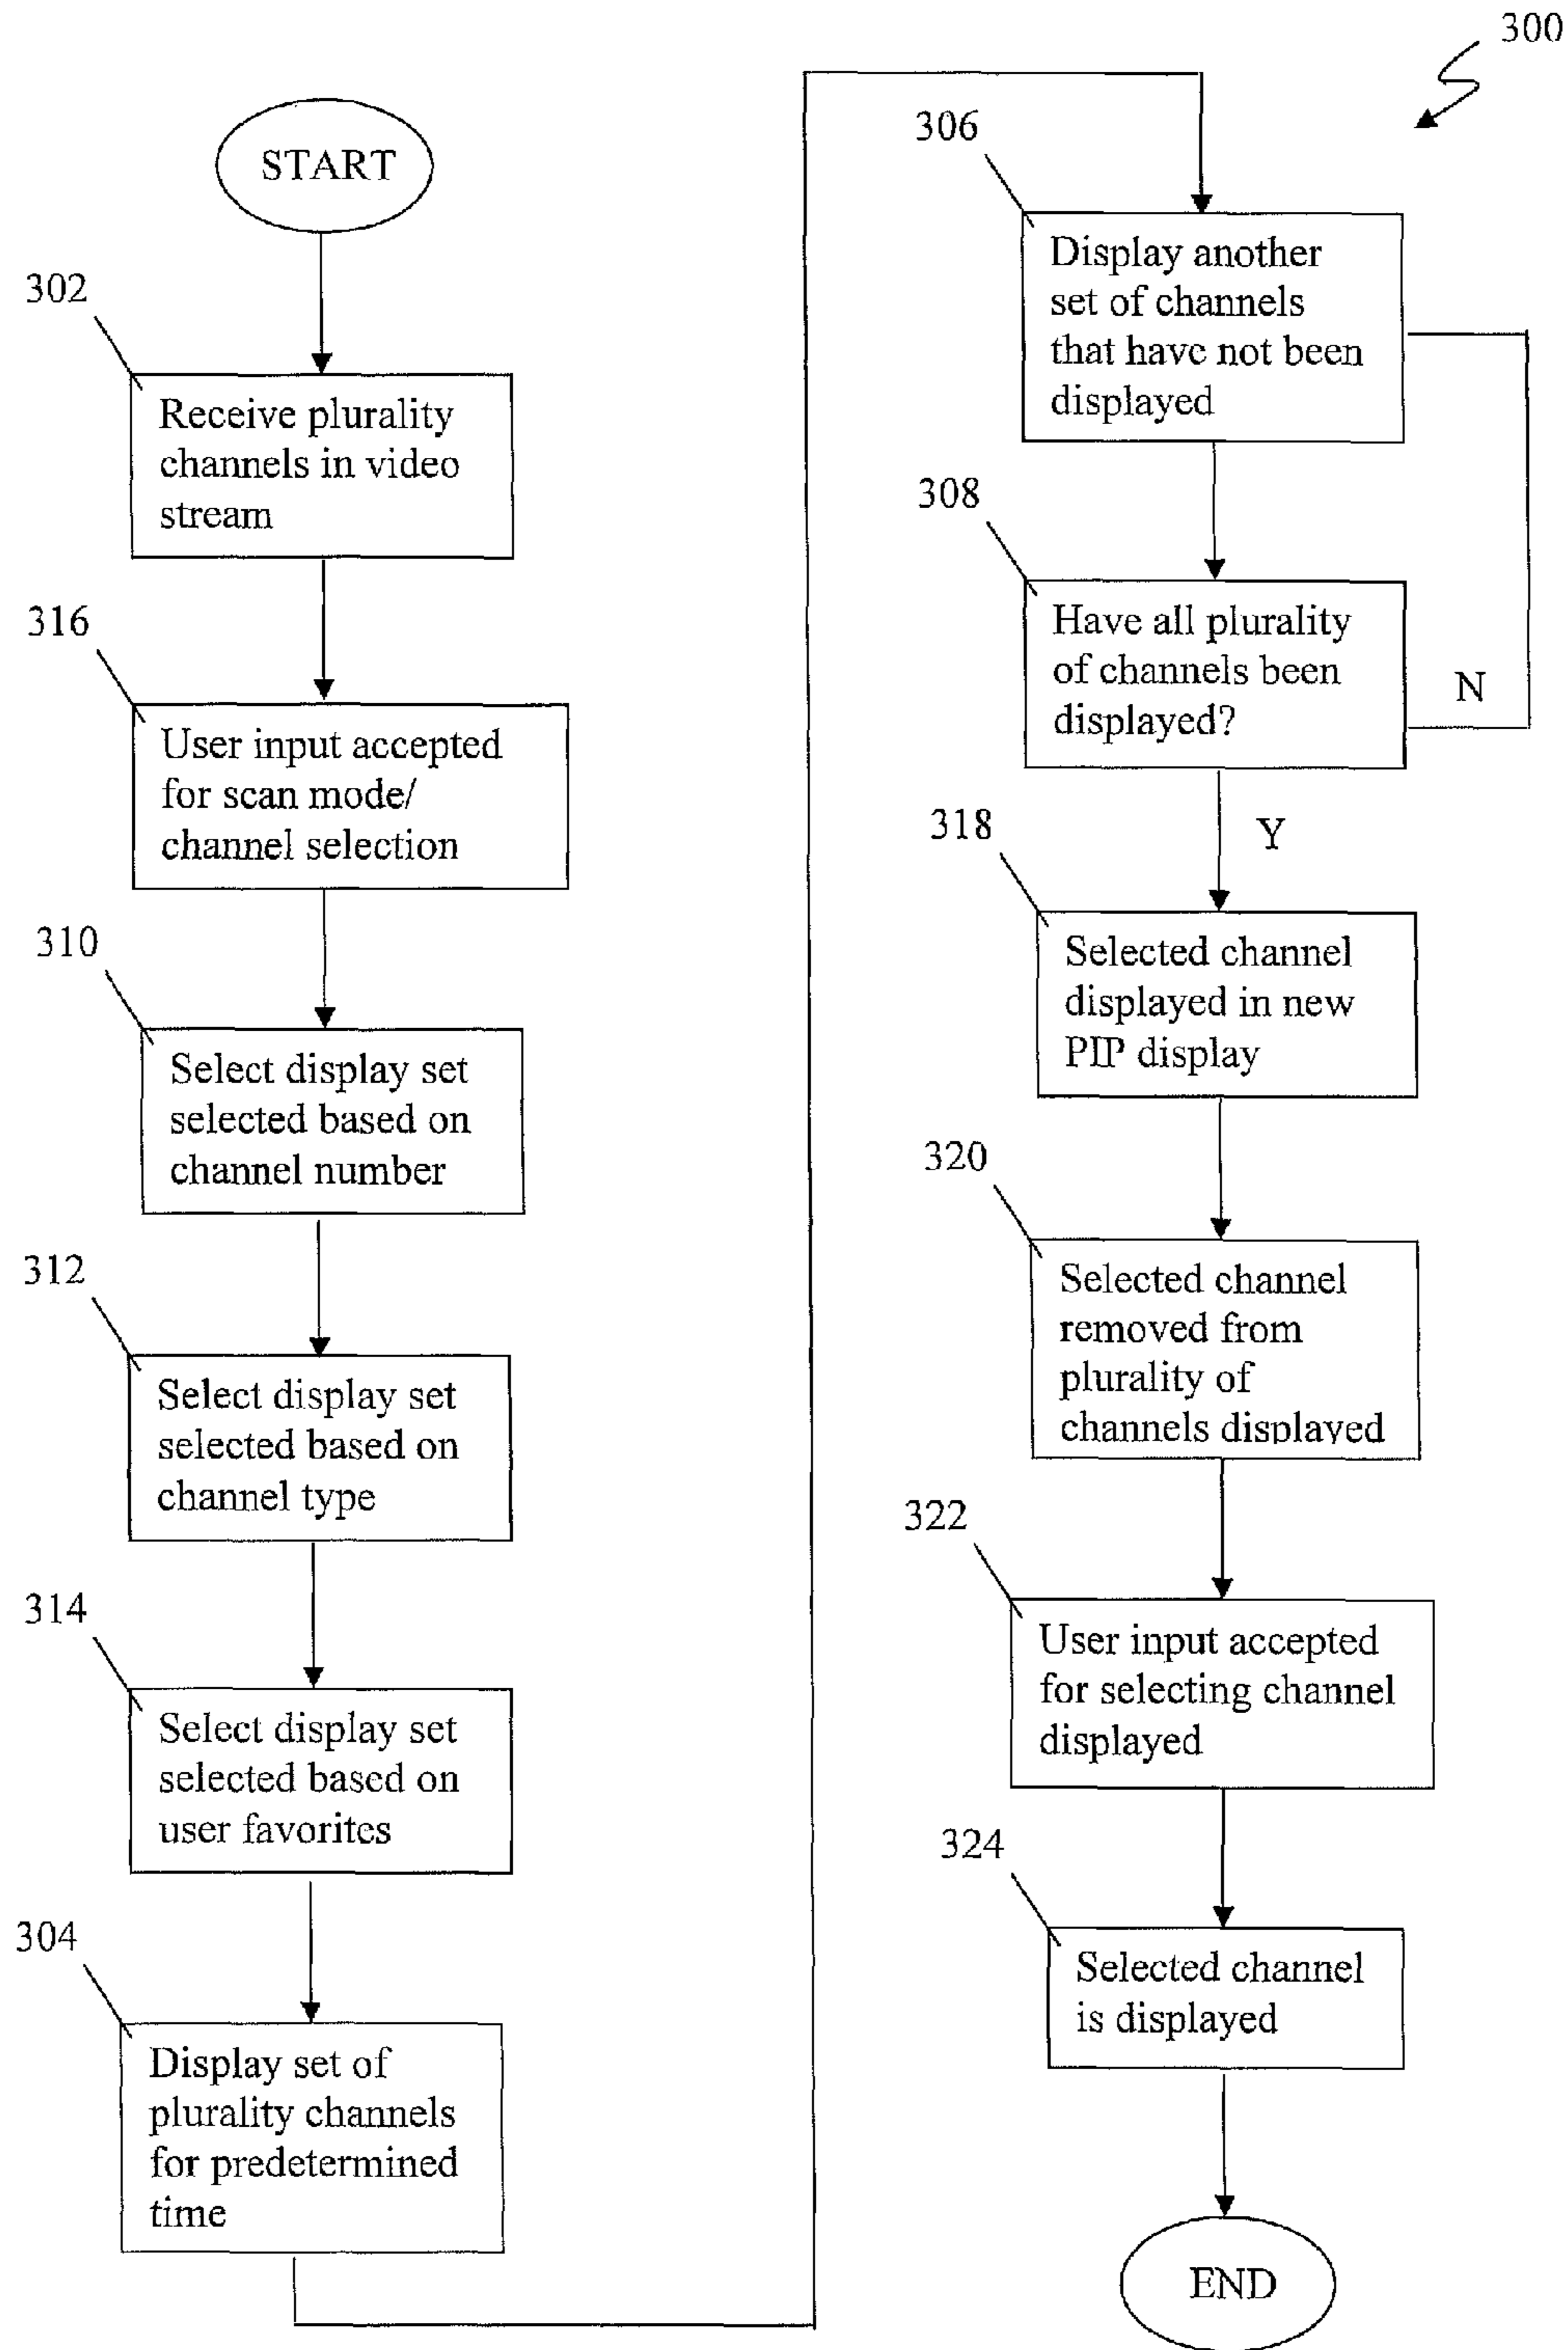 300
START
302
Receive plurality
channels in video
stream
316
User input accepted
for scan mode/
channel selection
310
Select display set
selected based on
channel number
312
Select display set
selected based on
channel type
314
Select display set
selected based on
user favorites
304
Display set of
plurality channels
for predetermined
time
306
Display another
set of channels
that have not been
displayed
308
Have all plurality
of channels been
displayed?
N
Y
318
Selected channel
displayed in new
PIP display
320
Selected channel
removed from
plurality of
channels displayed
322
User input accepted
for selecting channel
displayed
324
Selected channel
is displayed
END